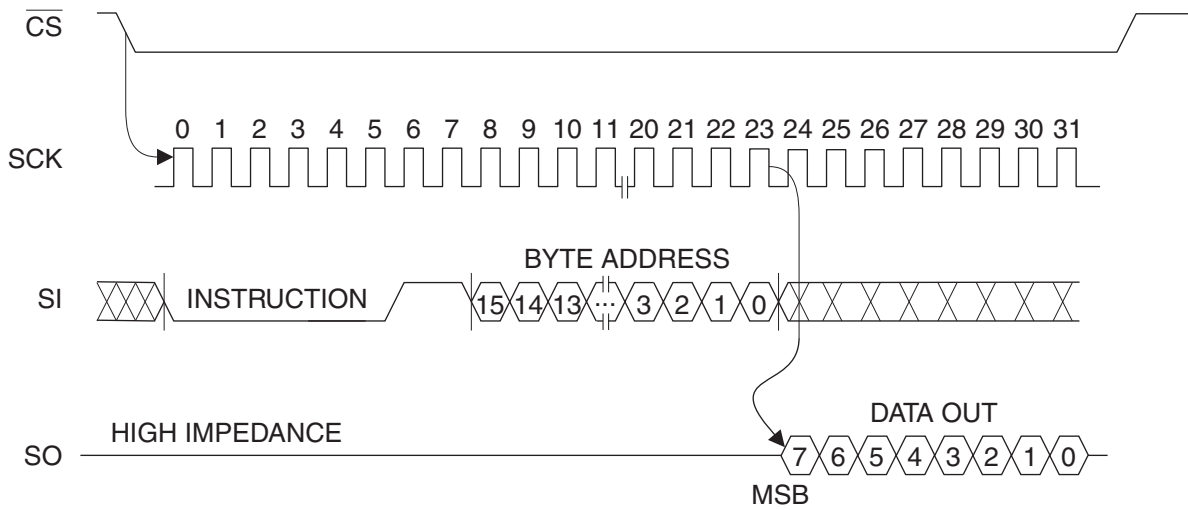 CS
0 1 2 3 4 5 6 7 8 9 10 11 20 21 22 23 24 25 26 27 28 29 30 31
SCK
BYTE ADDRESS
SI INSTRUCTION 15 14 13 ... 3 2 1 0
DATA OUT
HIGH IMPEDANCE
SO 7 6 5 4 3 2 1 0
MSB